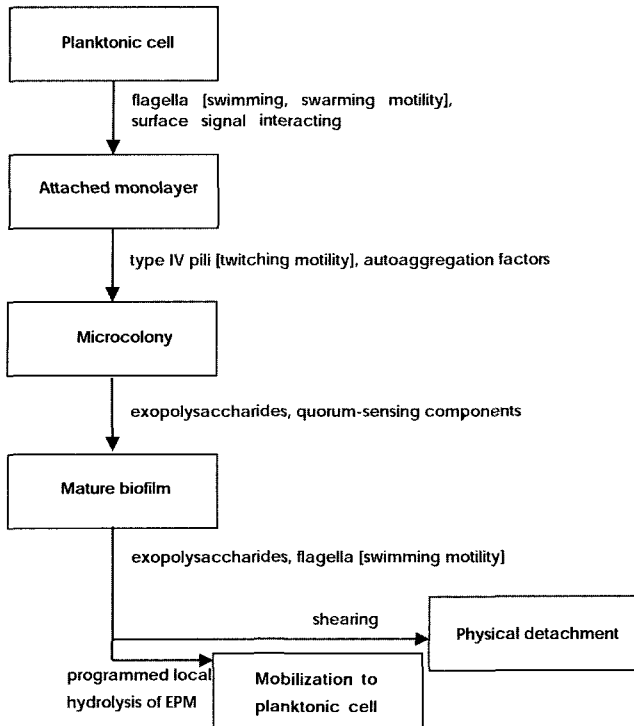 Planktonic cell
flagella [swimming, swarming motility],
surface signal interacting
Attached monolayer
type IV pili [twitching motility], autoaggregation factors
Microcolony
exopolysaccharides, quorum-sensing components
Mature biofilm
exopolysaccharides, flagella [swimming motility]
shearing
Physical detachment
programmed local
hydrolysis of EPM
Mobilization to
planktonic cell